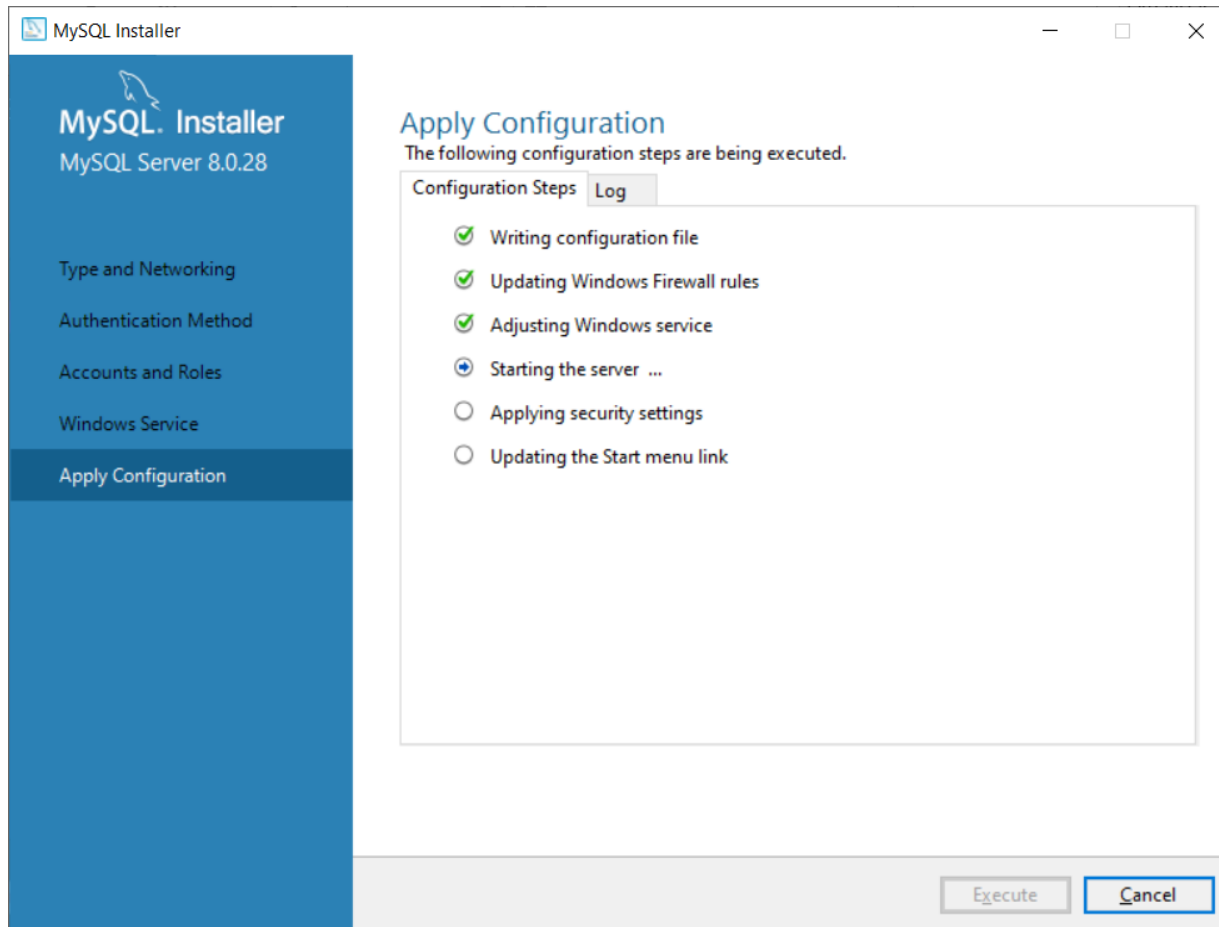 MySQL Installer
MySQL. Installer
MySQL Server 8.0.28
Type and Networking
Authentication Method
Accounts and Roles
Windows Service
Apply Configuration
Apply Configuration
The following configuration steps are being executed.
Configuration Steps Log
Writing configuration file
Updating Windows Firewall rules
Adjusting Windows service
Starting the server ...
Applying security settings
Updating the Start menu link
Execute Cancel